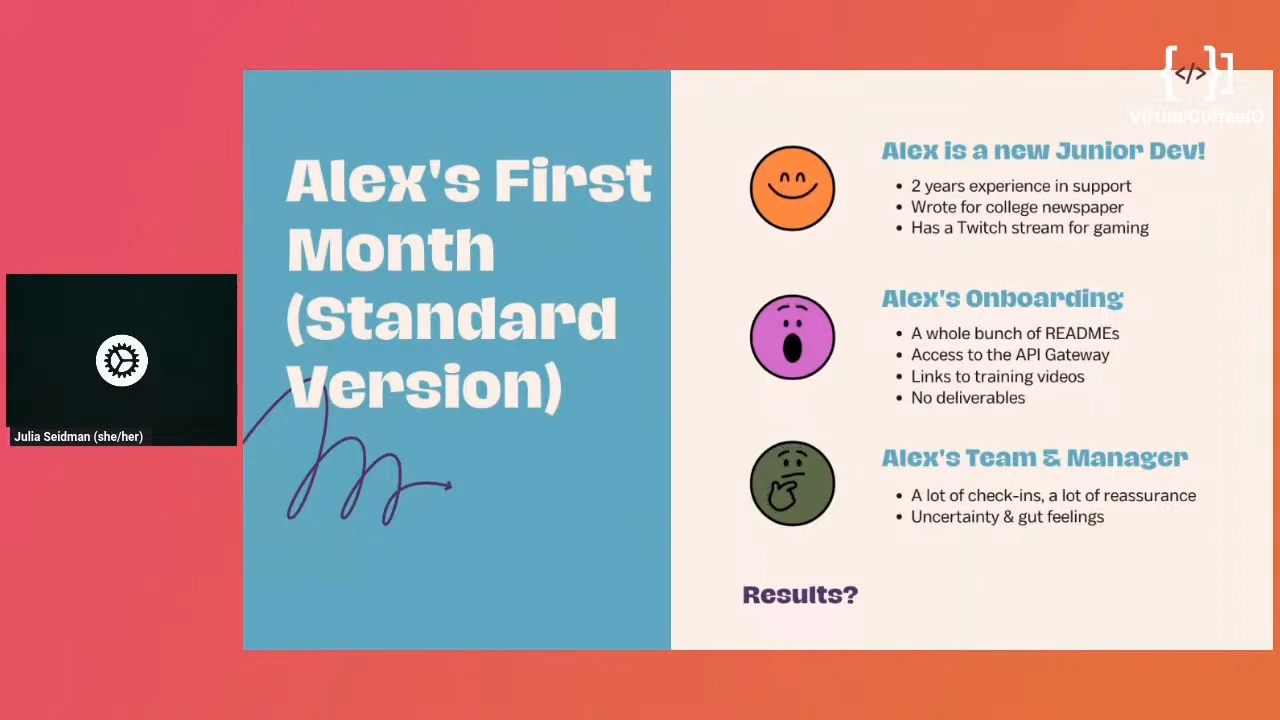 {</>}]
VirtualCoffeeIO
Alex's First
Month
(Standard
Version)
Alex is a new Junior Dev!
• 2 years experience in support
• Wrote for college newspaper
• Has a Twitch stream for gaming
Alex's Onboarding
• A whole bunch of READMEs
• Access to the API Gateway
• Links to training videos
• No deliverables
Alex's Team & Manager
• A lot of check-ins, a lot of reassurance
• Uncertainty & gut feelings
Results?
Julia Seidman (she/her)